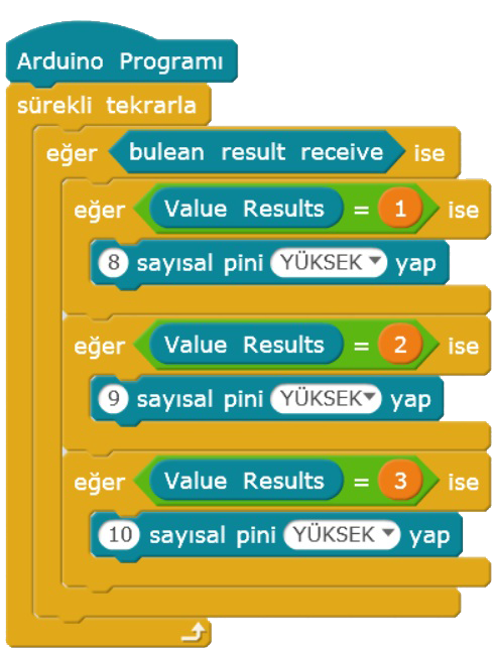 Arduino Programı
sürekli tekrarla
eğer bulean result receive ise
eğer Value Results = 1 ise
8 sayısal pini YÜKSEK yap
eğer Value Results = 2 ise
9 sayısal pini YÜKSEK yap
eğer Value Results = 3 ise
10 sayısal pini YÜKSEK yap